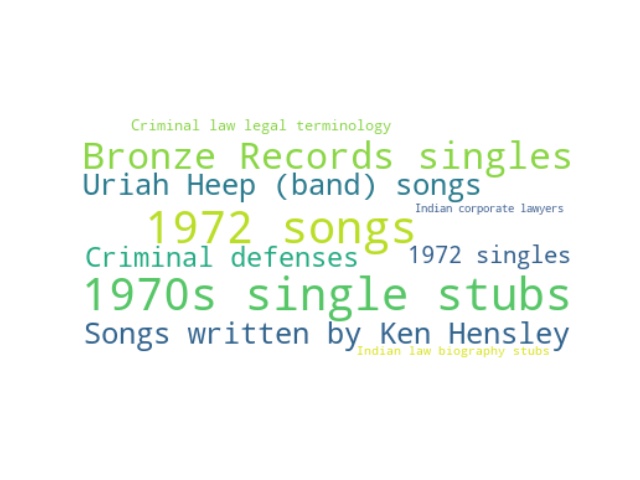 Criminal law legal terminology
Bronze Records singles
Uriah Heep (band) songs
Indian corporate lawyers
1972 songs
Criminal defenses
1972 singles
1970s single stubs
Songs written by Ken Hensley
Indian law biography stubs